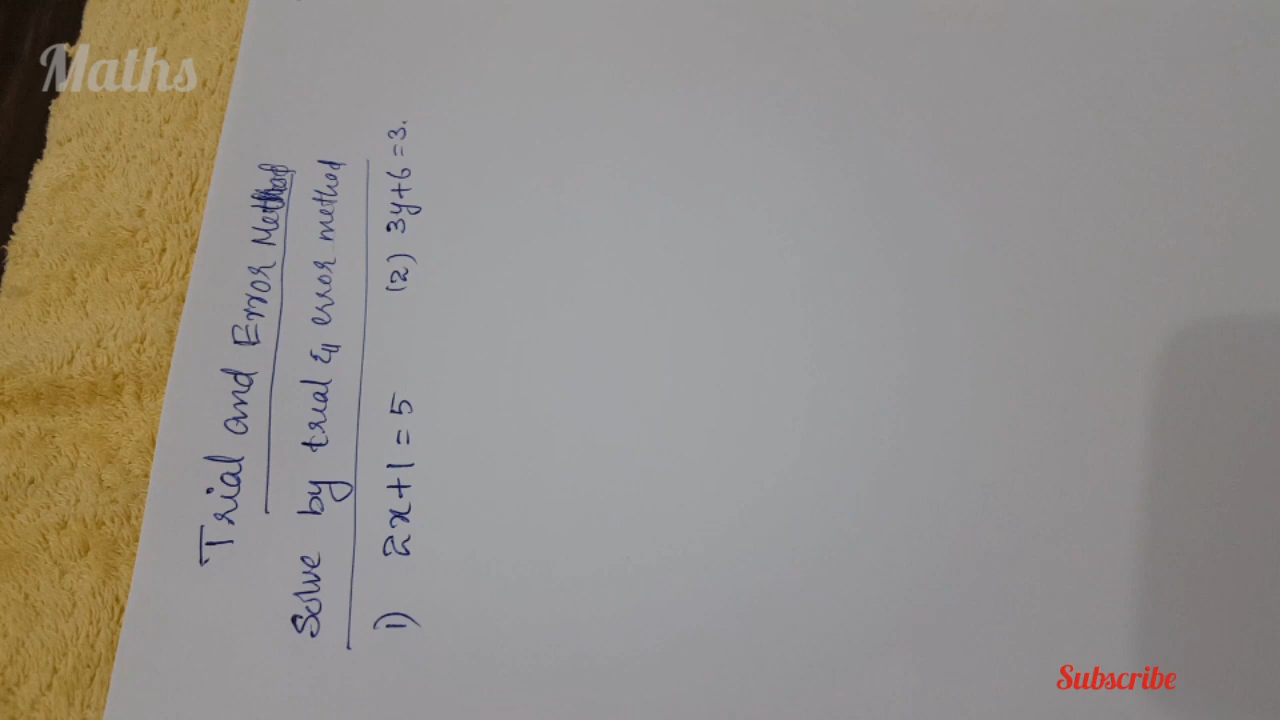 Maths
Trial and Error Method
Solve by trial & error method
1) 2x+1=5 (2) 3y+6=3.
Subscribe